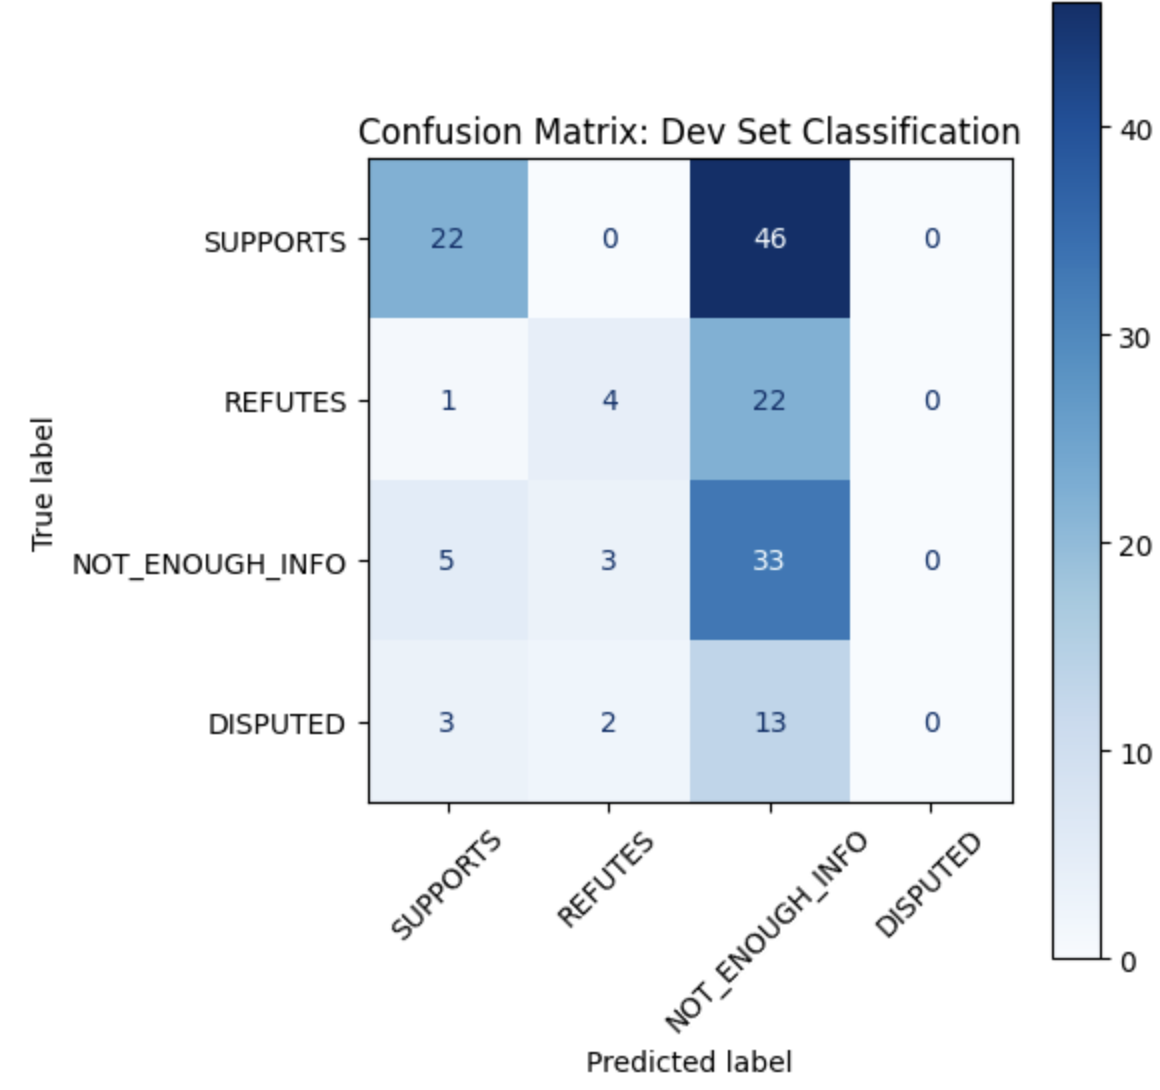 Confusion Matrix: Dev Set Classification
True label
SUPPORTS 22 0 46 0
REFUTES 1 4 22 0
NOT_ENOUGH_INFO 5 3 33 0
DISPUTED 3 2 13 0
SUPPORTS REFUTES NOT_ENOUGH_INFO DISPUTED
Predicted label
40
30
20
10
0